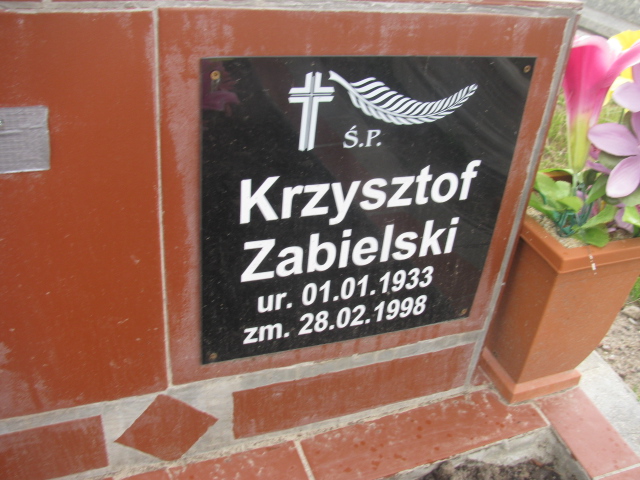 Ś.P.
Krzysztof
Zabielski
ur. 01.01.1933
zm. 28.02.1998